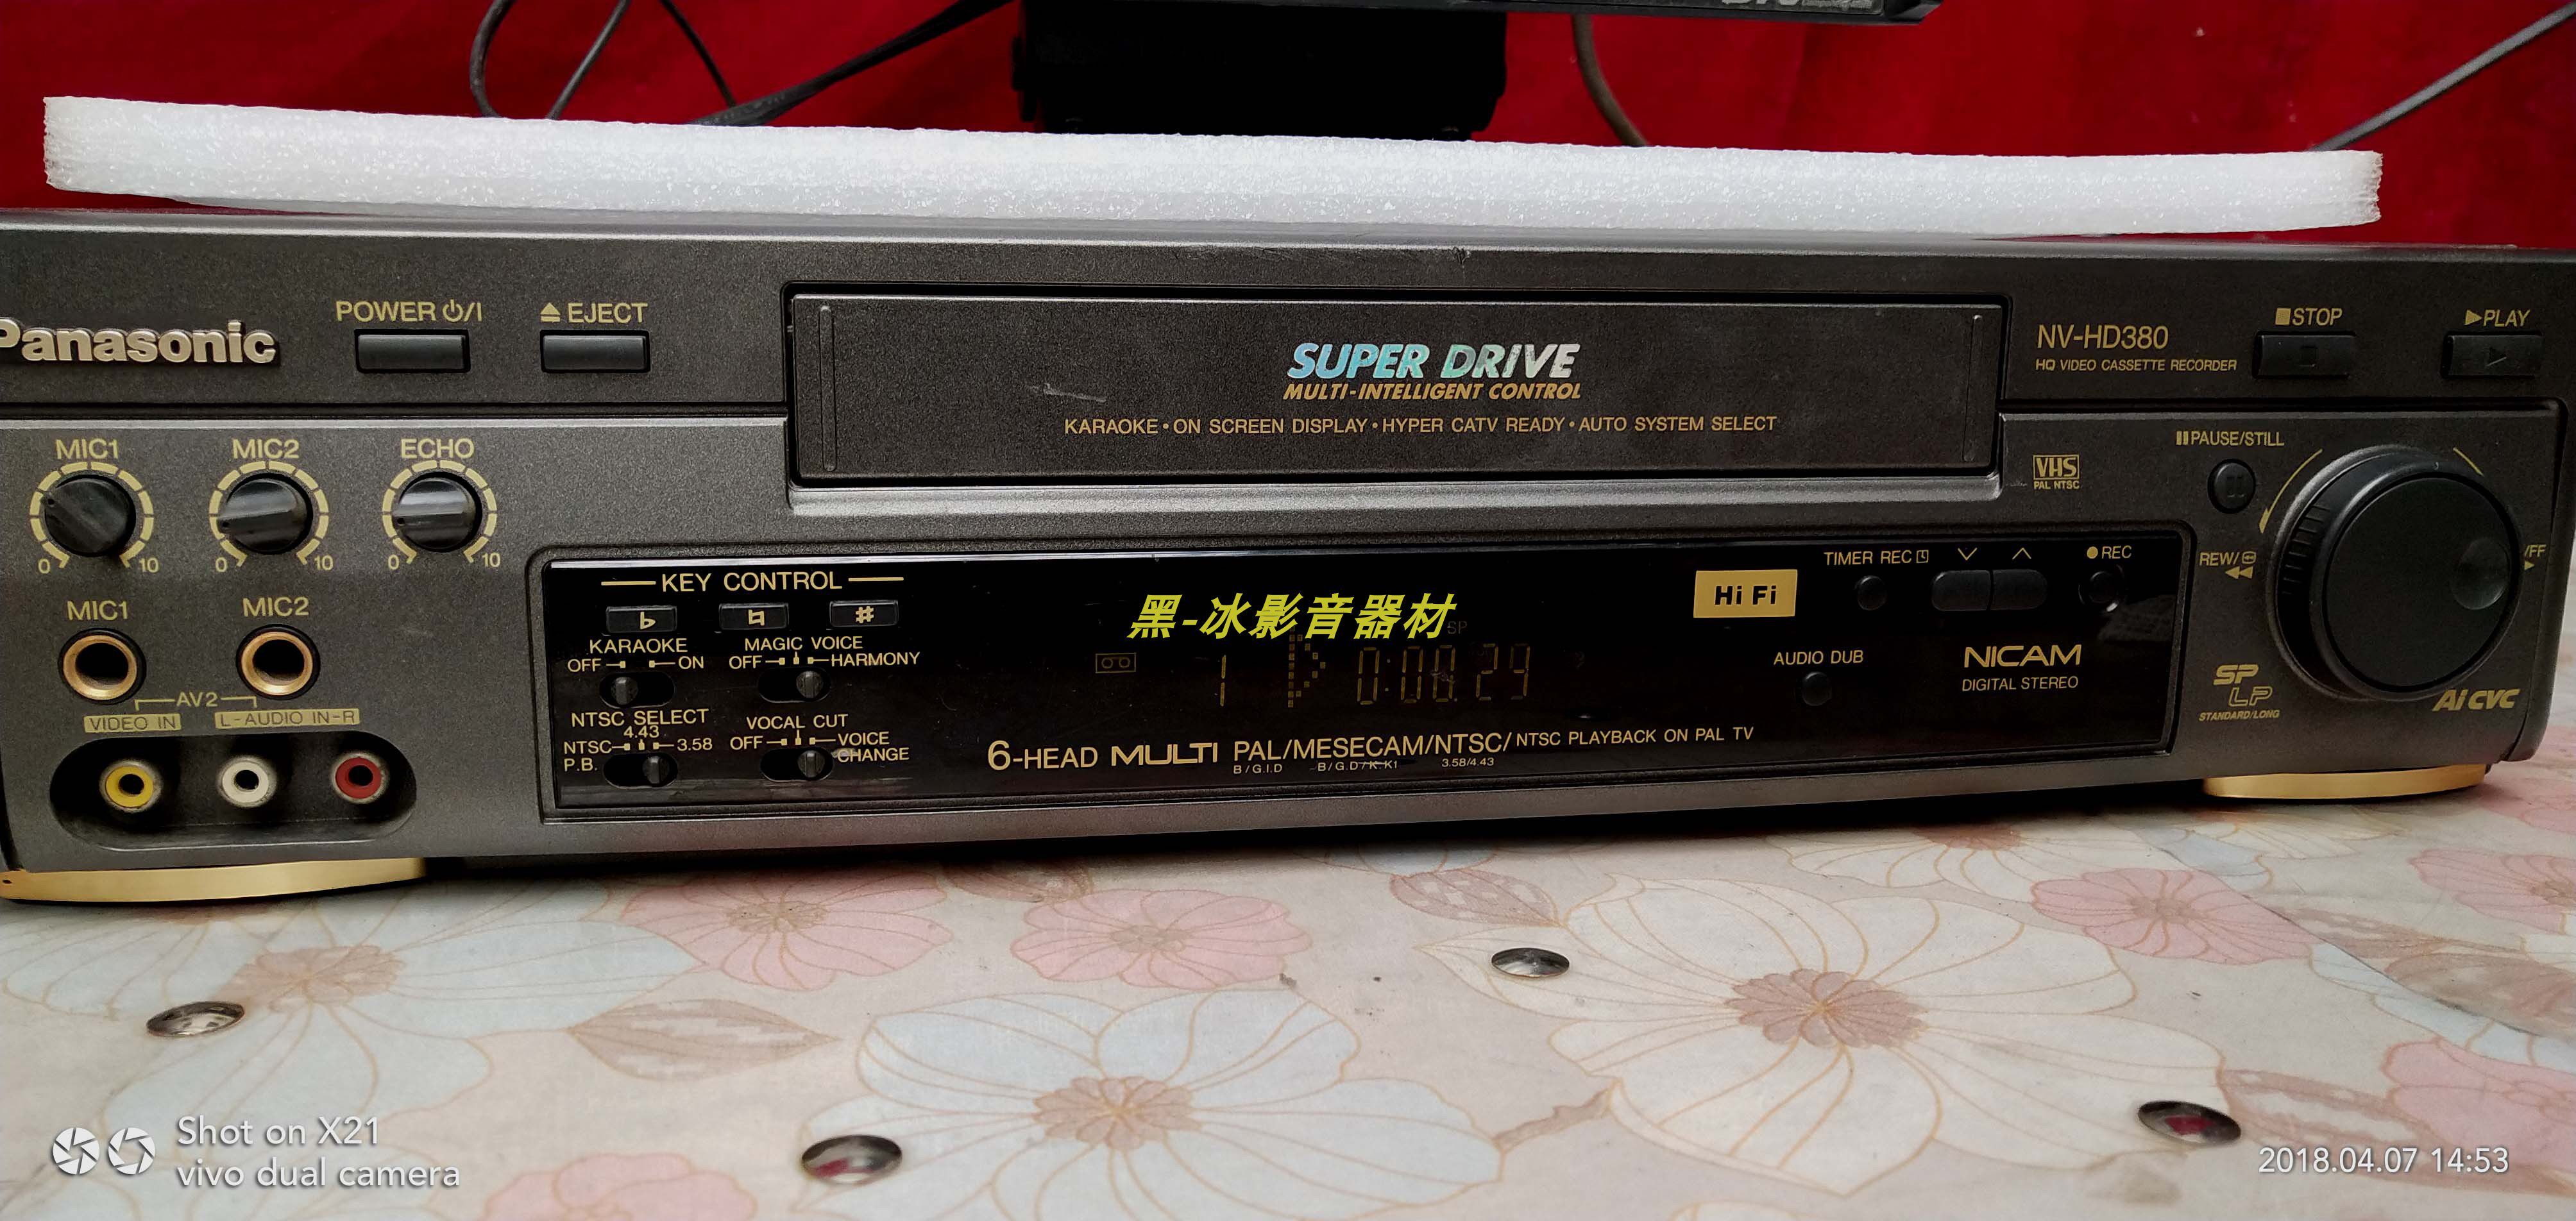 Panasonic
POWER ⏻/I
⏏ EJECT
SUPER DRIVE
MULTI-INTELLIGENT CONTROL
KARAOKE • ON SCREEN DISPLAY • HYPER CATV READY • AUTO SYSTEM SELECT
NV-HD380
HQ VIDEO CASSETTE RECORDER
■STOP
▶PLAY
MIC1
MIC2
ECHO
0 10
0 10
0 10
MIC1
MIC2
AV2
VIDEO IN
L-AUDIO IN-R
KEY CONTROL
♭
♮
#
KARAOKE
OFF ON
MAGIC VOICE
OFF HARMONY
NTSC SELECT
4.43
NTSC 3.58
P.B.
VOCAL CUT
OFF VOICE
CHANGE
黑-冰影音器材
SP
1 0:00.29
6-HEAD MULTI PAL/MESECAM/NTSC/NTSC PLAYBACK ON PAL TV
B/G.I.D B/G.D/K.K1 3.58/4.43
Hi Fi
TIMER REC
●REC
AUDIO DUB
NICAM
DIGITAL STEREO
VHS
PAL NTSC
PAUSE/STILL
REW/
/FF
SP
LP
STANDARD/LONG
Ai CVC
Shot on X21
vivo dual camera
2018.04.07 14:53